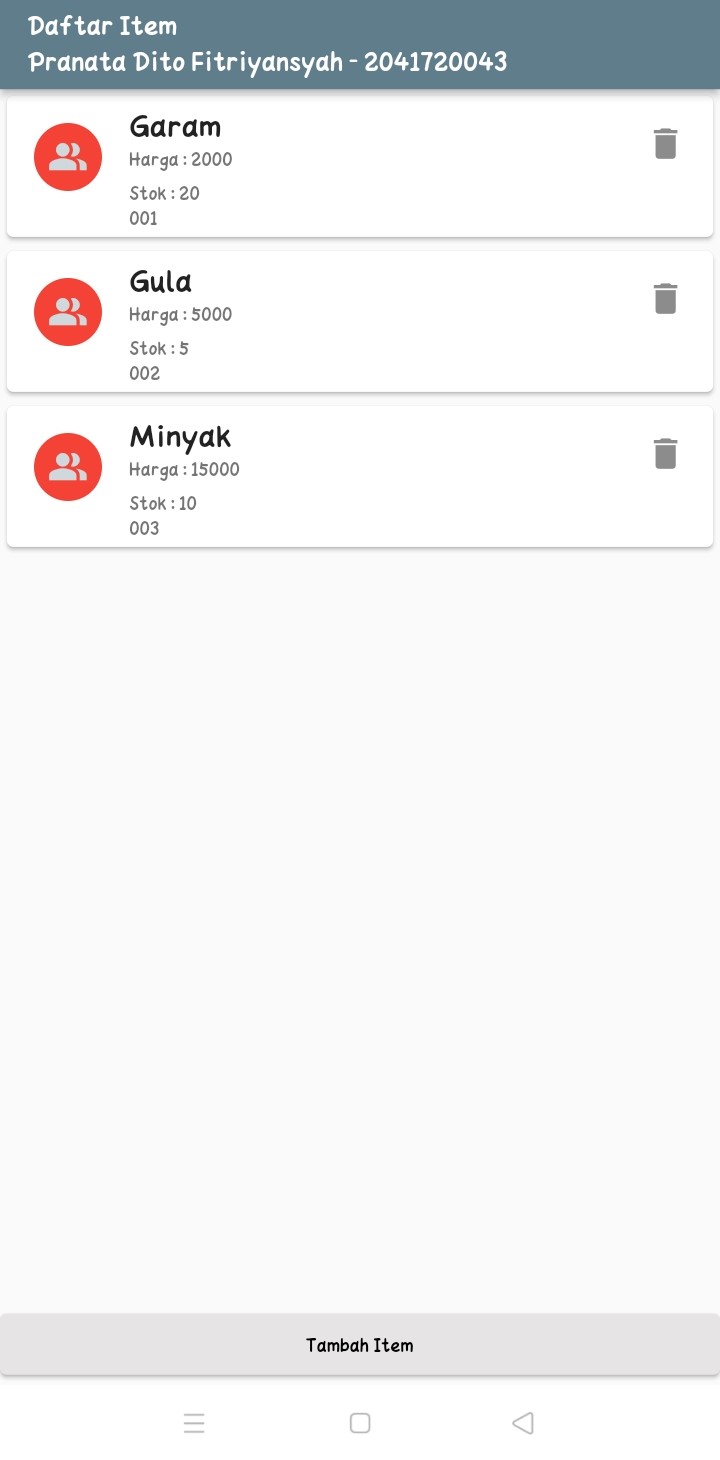 Daftar Item
Pranata Dito Fitriyansyah - 2041720043
Garam
Harga : 2000
Stok : 20
001
Gula
Harga : 5000
Stok : 5
002
Minyak
Harga : 15000
Stok : 10
003
Tambah Item